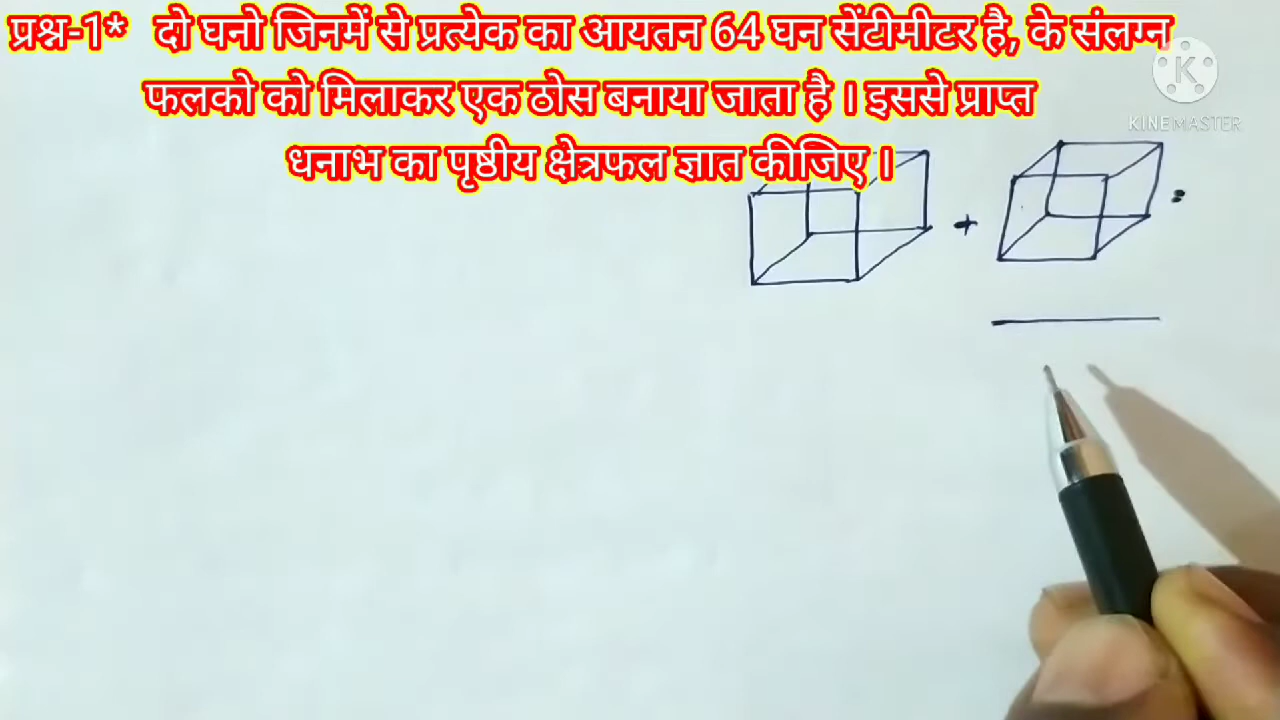 प्रश्न-1* दो घनो जिनमें से प्रत्येक का आयतन 64 घन सेंटीमीटर है, के संलग्न
फलको को मिलाकर एक ठोस बनाया जाता है । इससे प्राप्त
धनाभ का पृष्ठीय क्षेत्रफल ज्ञात कीजिए ।
K
KINEMASTER
+